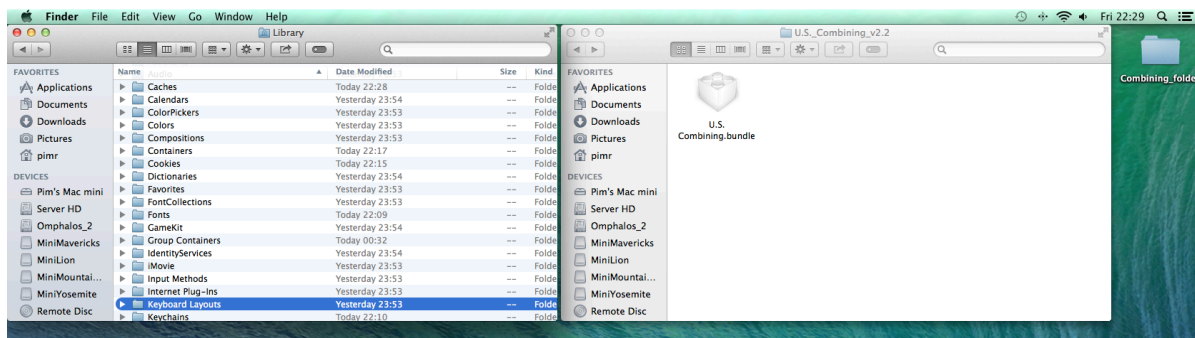 Finder File Edit View Go Window Help Fri 22:29
Library
FAVORITES
Applications
Documents
Downloads
Pictures
pimr
DEVICES
Pim's Mac mini
Server HD
Omphalos_2
MiniMavericks
MiniLion
MiniMountai...
MiniYosemite
Remote Disc
Name Date Modified Size Kind
Audio
Caches Today 22:28 -- Folde
Calendars Yesterday 23:54 -- Folde
ColorPickers Yesterday 23:53 -- Folde
Colors Yesterday 23:53 -- Folde
Compositions Yesterday 23:53 -- Folde
Containers Today 22:17 -- Folde
Cookies Today 22:15 -- Folde
Dictionaries Yesterday 23:54 -- Folde
Favorites Yesterday 23:53 -- Folde
FontCollections Yesterday 23:53 -- Folde
Fonts Today 22:09 -- Folde
GameKit Yesterday 23:54 -- Folde
Group Containers Today 00:32 -- Folde
IdentityServices Yesterday 23:54 -- Folde
iMovie Yesterday 23:53 -- Folde
Input Methods Yesterday 23:53 -- Folde
Internet Plug-Ins Yesterday 23:53 -- Folde
Keyboard Layouts Yesterday 23:53 -- Folde
Keychains Today 22:10 -- Folde
U.S._Combining_v2.2
FAVORITES
Applications
Documents
Downloads
Pictures
pimr
DEVICES
Pim's Mac mini
Server HD
Omphalos_2
MiniMavericks
MiniLion
MiniMountai...
MiniYosemite
Remote Disc
U.S.
Combining.bundle
Combining_folde